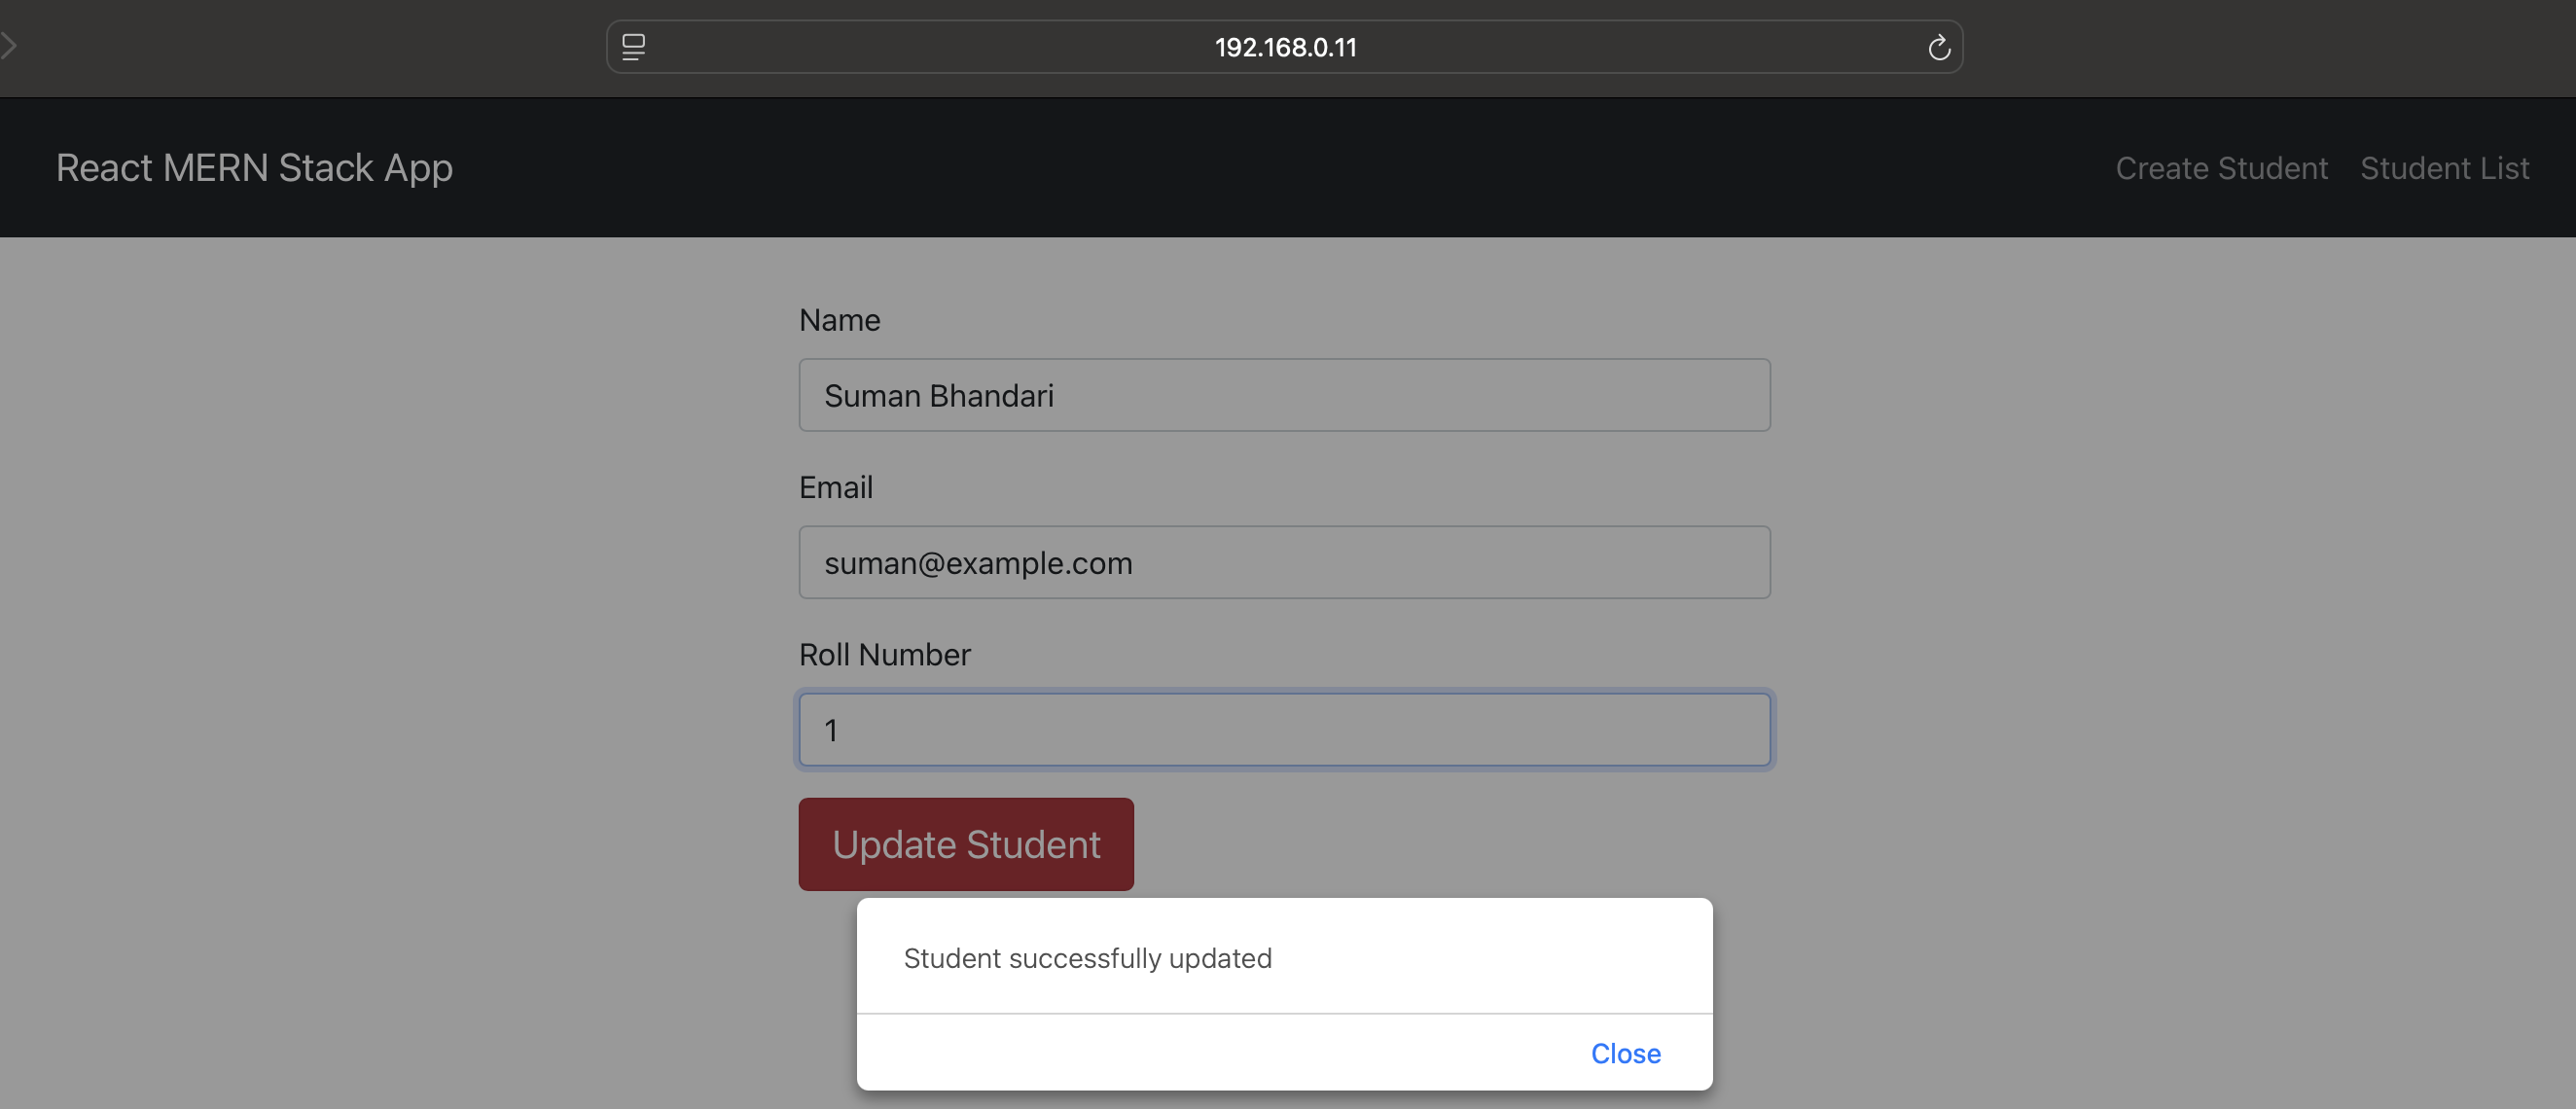 192.168.0.11
React MERN Stack App
Create Student Student List
Name
Suman Bhandari
Email
suman@example.com
Roll Number
1
Update Student
Student successfully updated
Close